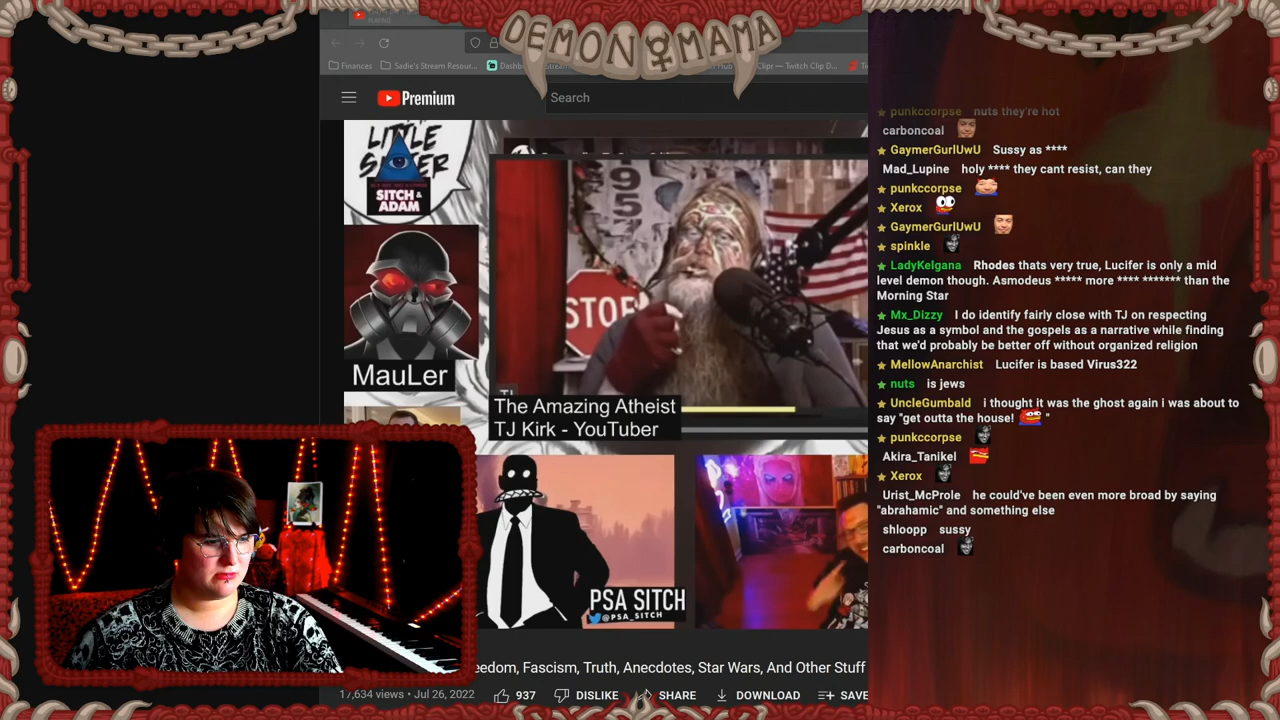 DEMON MAMA
Finances
Sadie's Stream Resour...
Clipr — Twitch Clip D...
Premium
Search
LITTLE
SITCH &
ADAM
957
STOP
MauLer
The Amazing Atheist
TJ Kirk - YouTuber
PSA SITCH
@PSA_SITCH
edom, Fascism, Truth, Anecdotes, Star Wars, And Other Stuff
17,634 views • Jul 26, 2022
937
DISLIKE
SHARE
DOWNLOAD
SAVE
punkccorpse nuts they're hot
carboncoal
GaymerGurlUwU Sussy as ****
Mad_Lupine holy **** they cant resist, can they
punkccorpse
Xerox
GaymerGurlUwU
spinkle
LadyKelgana Rhodes thats very true, Lucifer is only a mid
level demon though. Asmodeus ***** more **** ******* than the
Morning Star
Mx_Dizzy I do identify fairly close with TJ on respecting
Jesus as a symbol and the gospels as a narrative while finding
that we'd probably be better off without organized religion
MellowAnarchist Lucifer is based Virus322
nuts is jews
UncleGumbald i thought it was the ghost again i was about to
say "get outta the house! "
punkccorpse
Akira_Tanikel
Xerox
Urist_McProle he could've been even more broad by saying
"abrahamic" and something else
shloopp sussy
carboncoal